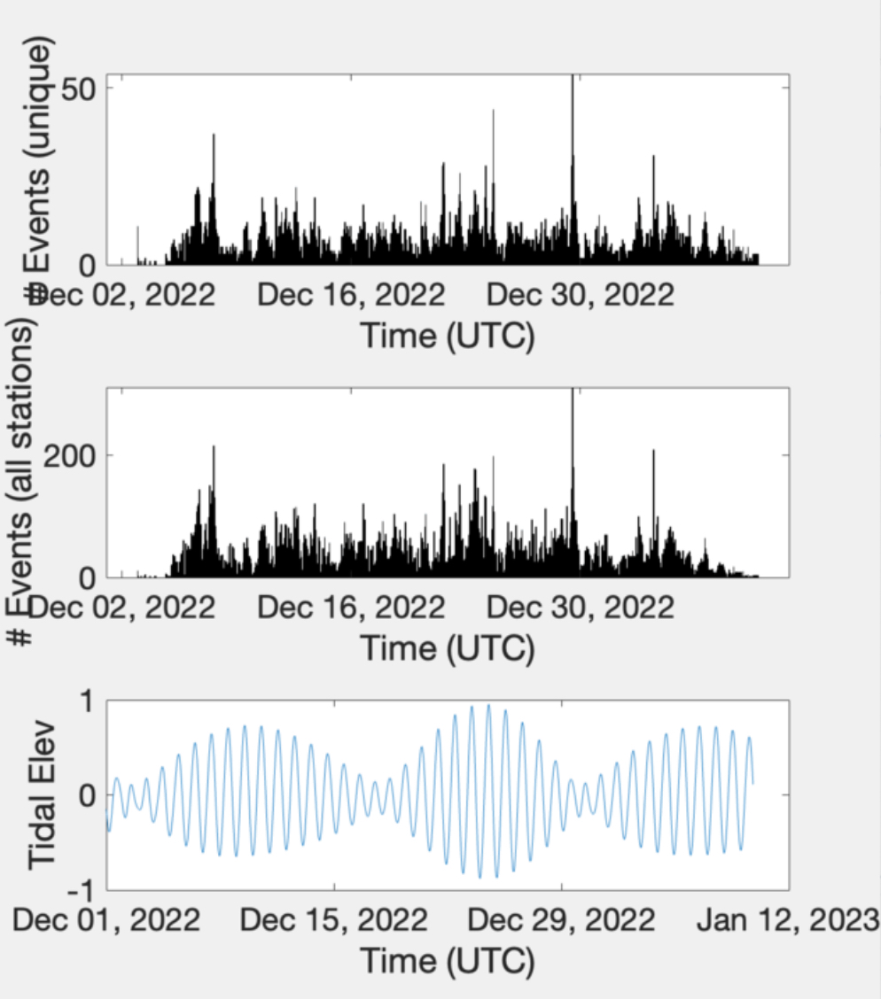 # Events (unique)
50
0
Dec 02, 2022 Dec 16, 2022 Dec 30, 2022
Time (UTC)
# Events (all stations)
200
100
0
Dec 02, 2022 Dec 16, 2022 Dec 30, 2022
Time (UTC)
Tidal Elev
1
0
-1
Dec 01, 2022 Dec 15, 2022 Dec 29, 2022 Jan 12, 2023
Time (UTC)